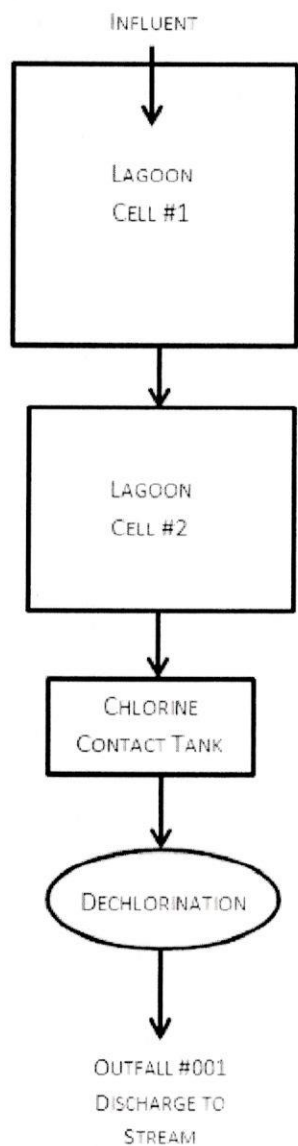 INFLUENT
LAGOON
CELL #1
LAGOON
CELL #2
CHLORINE
CONTACT TANK
DECHLORINATION
OUTFALL #001
DISCHARGE TO
STREAM